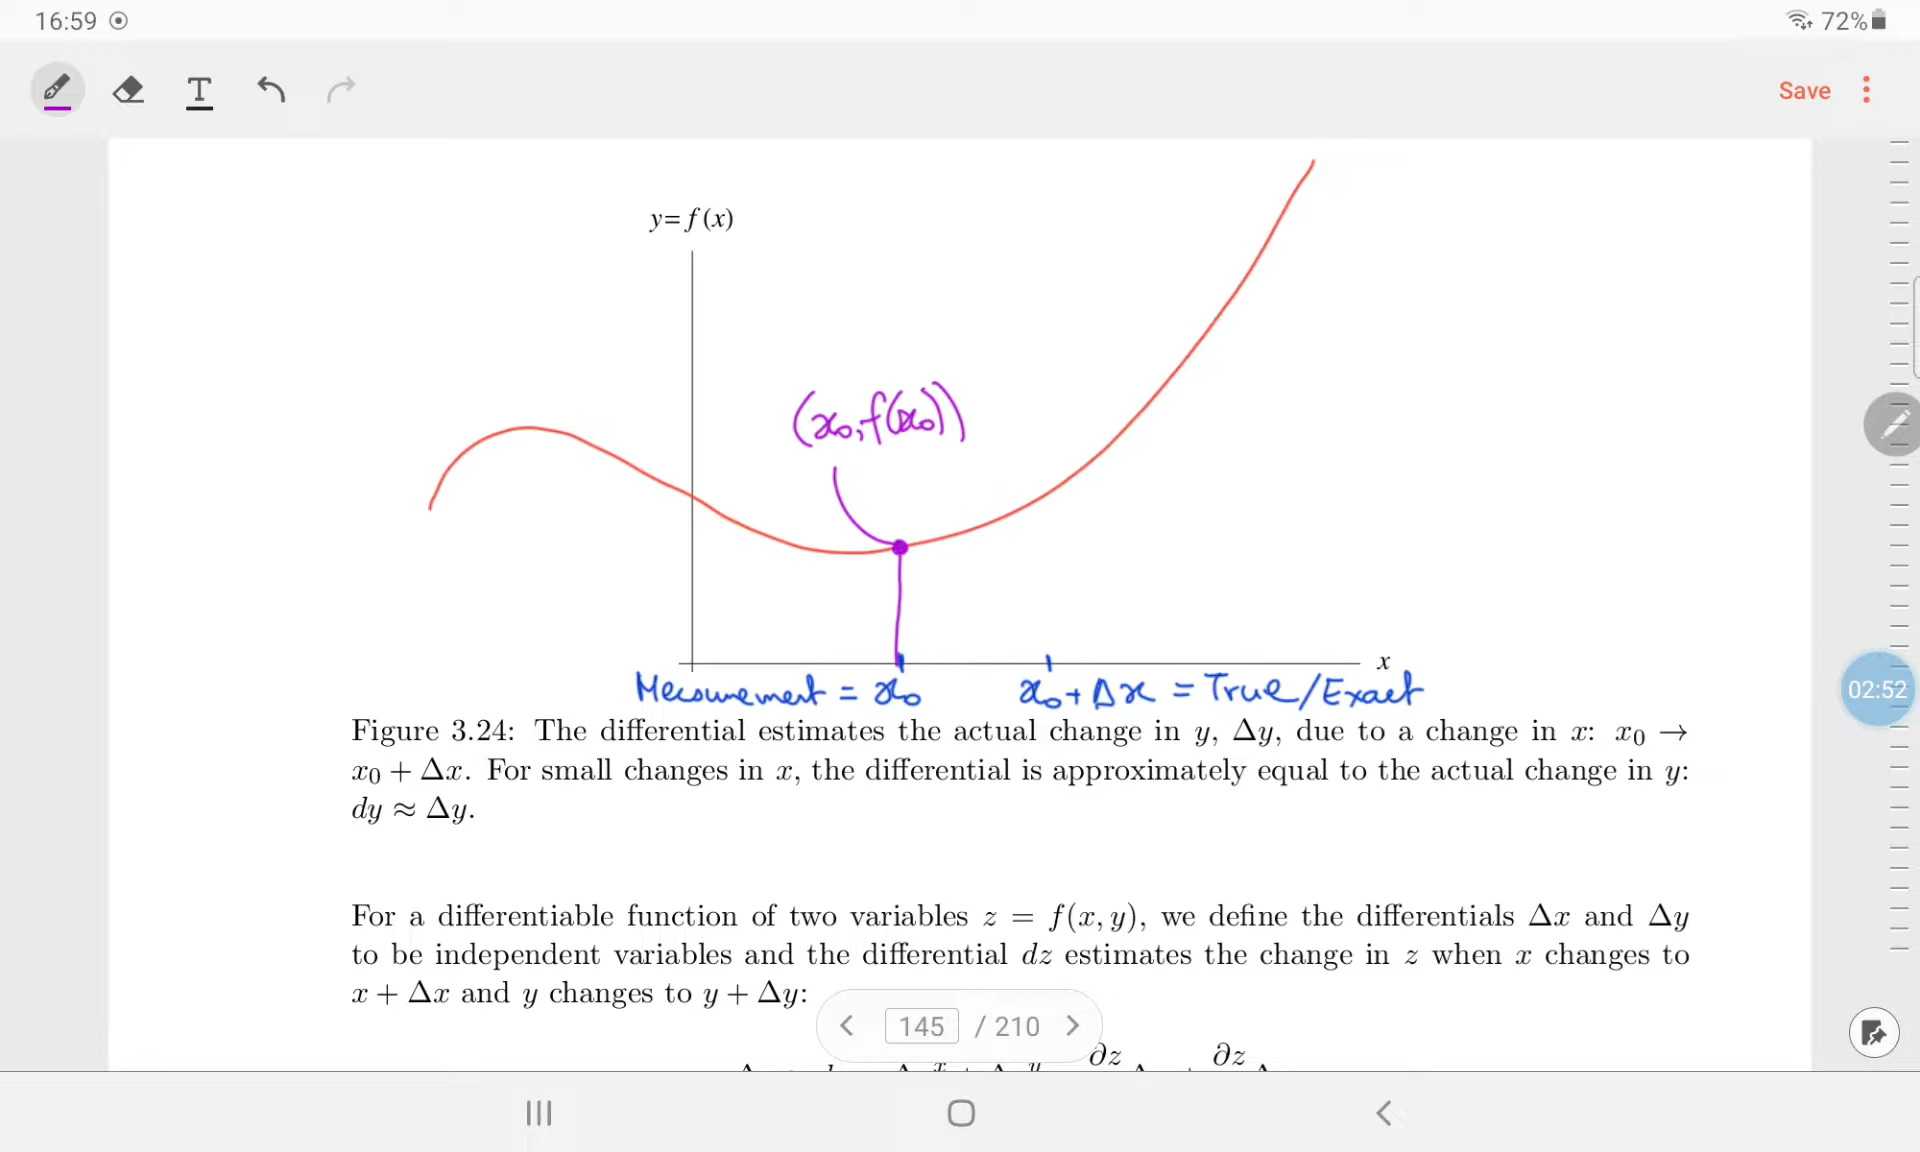 16:59
72%
T
Save
y=f(x)
(x₀,f(x₀))
x
Measurement = x₀
x₀+Δx = True/Exact
Figure 3.24: The differential estimates the actual change in y, Δy, due to a change in x: x₀ →
x₀ + Δx. For small changes in x, the differential is approximately equal to the actual change in y:
dy ≈ Δy.
02:52
For a differentiable function of two variables z = f(x, y), we define the differentials Δx and Δy
to be independent variables and the differential dz estimates the change in z when x changes to
x + Δx and y changes to y + Δy:
145 / 210
∂z ∂z